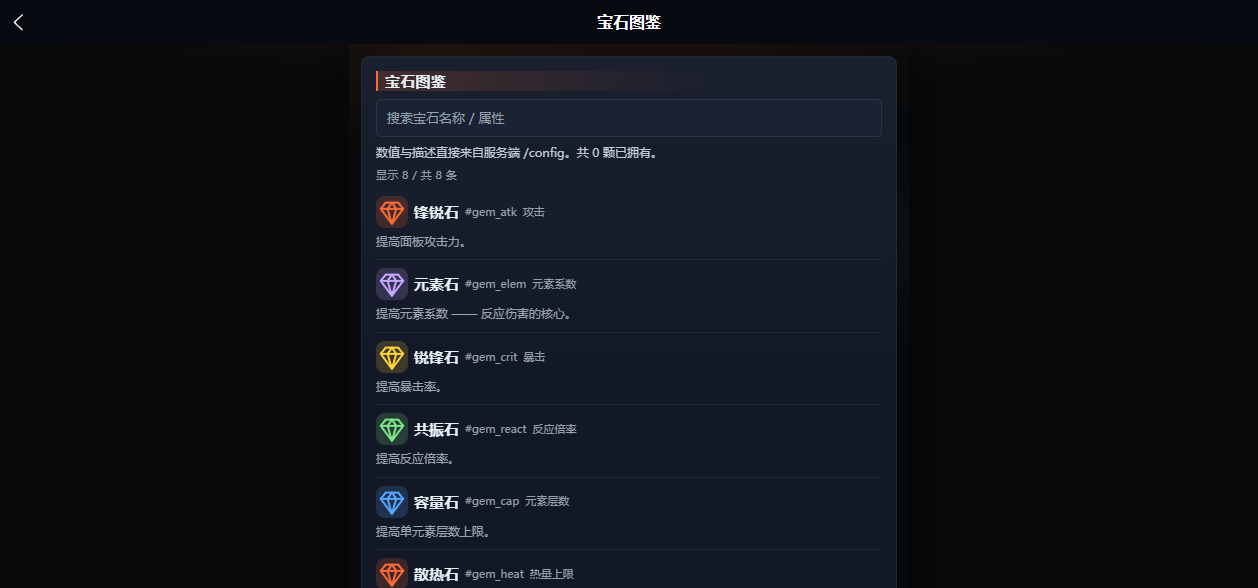 宝石图鉴
宝石图鉴
搜索宝石名称 / 属性
数值与描述直接来自服务端 /config。共 0 颗已拥有。
显示 8 / 共 8 条
锋锐石 #gem_atk 攻击
提高面板攻击力。
元素石 #gem_elem 元素系数
提高元素系数 —— 反应伤害的核心。
锐锋石 #gem_crit 暴击
提高暴击率。
共振石 #gem_react 反应倍率
提高反应倍率。
容量石 #gem_cap 元素层数
提高单元素层数上限。
散热石 #gem_heat 热量上限